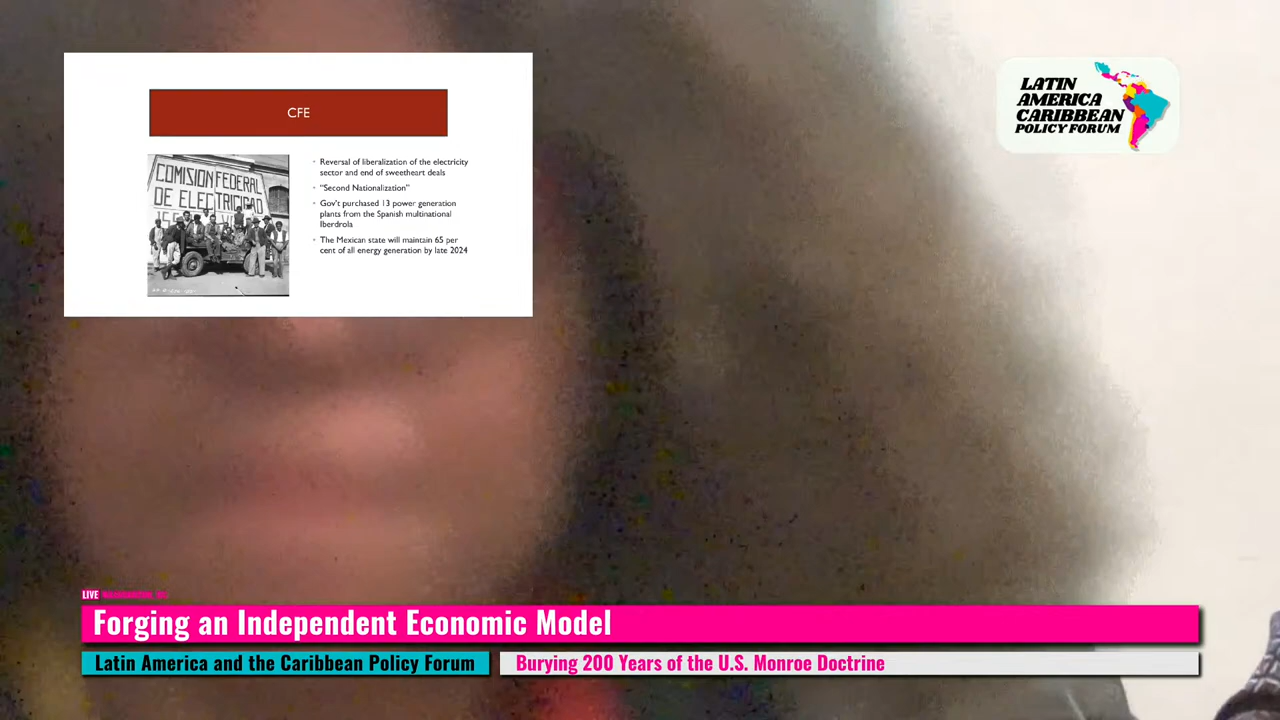 CFE
Reversal of liberalization of the electricity
sector and end of sweetheart deals
"Second Nationalization"
Gov't purchased 13 power generation
plants from the Spanish multinational
Iberdrola
The Mexican state will maintain 65 per
cent of all energy generation by late 2024
COMISION FEDERAL
DE ELECTRICIDAD
LATIN
AMERICA
CARIBBEAN
POLICY FORUM
LIVE
Forging an Independent Economic Model
Latin America and the Caribbean Policy Forum
Burying 200 Years of the U.S. Monroe Doctrine